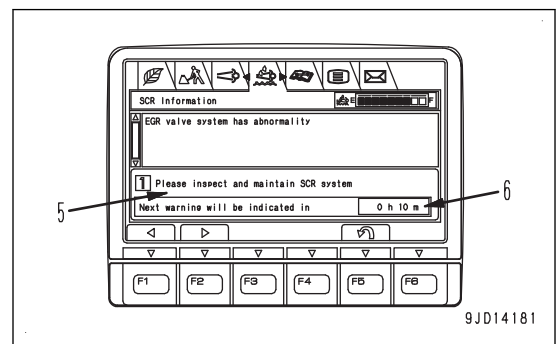 SCR Information
E F
EGR valve system has abnormality
1 Please inspect and maintain SCR system
Next warning will be indicated in 0 h 10 m
5
6
F1 F2 F3 F4 F5 F6
9JD14181